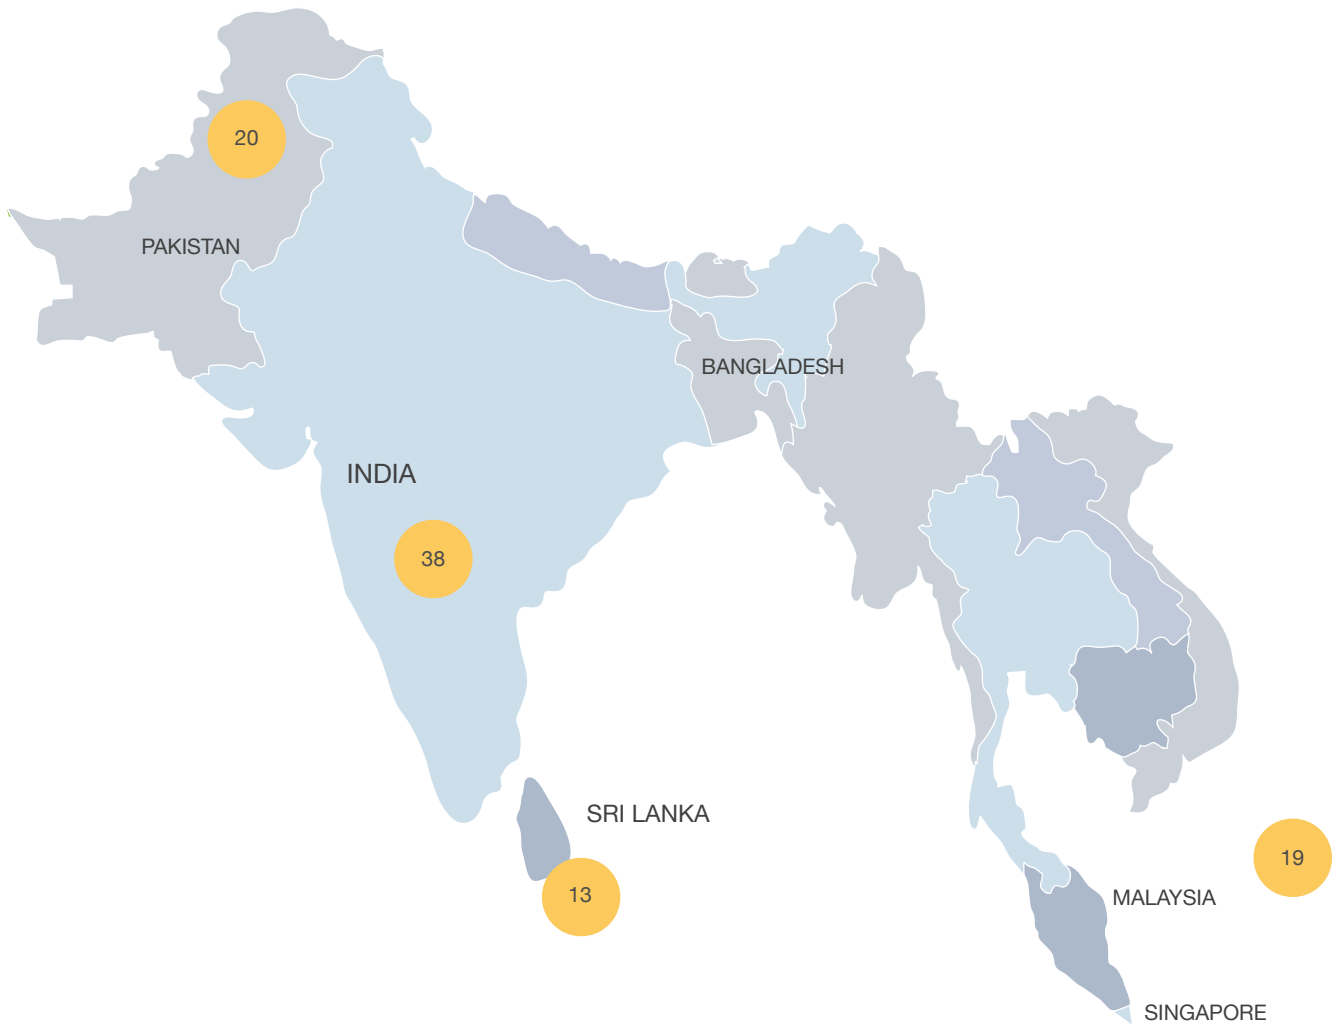 20
PAKISTAN
BANGLADESH
INDIA
38
SRI LANKA
13
19
MALAYSIA
SINGAPORE